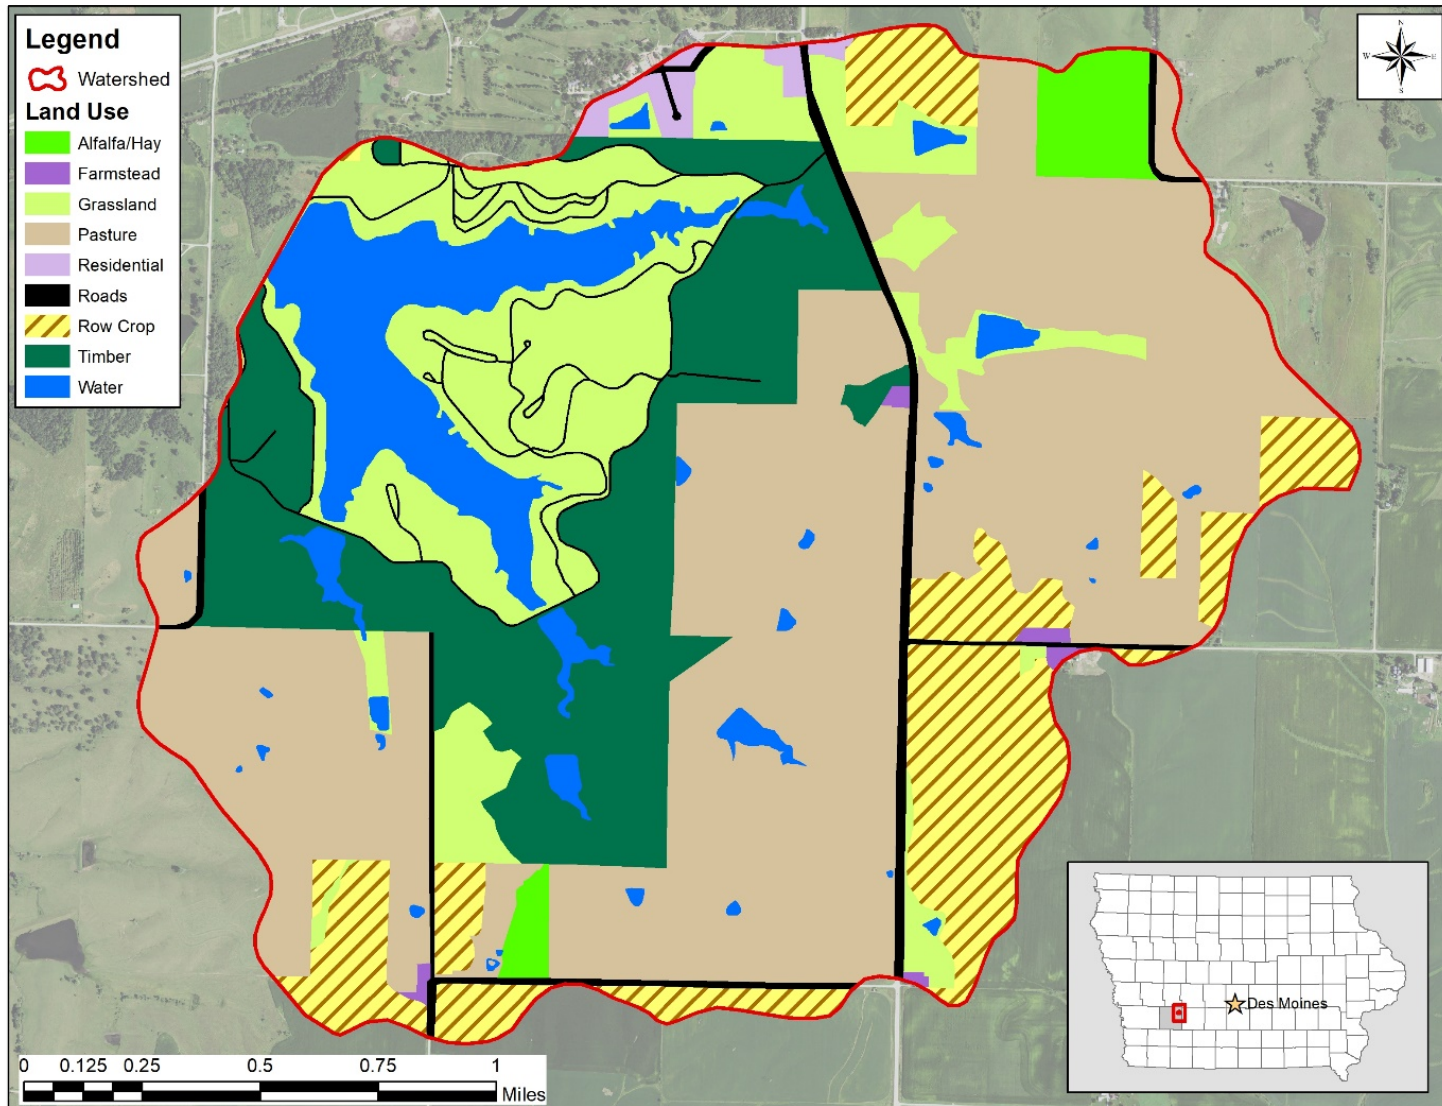 Legend
Watershed
Land Use
Alfalfa/Hay
Farmstead
Grassland
Pasture
Residential
Roads
Row Crop
Timber
Water
N
W E
S
Des Moines
0 0.125 0.25 0.5 0.75 1
Miles